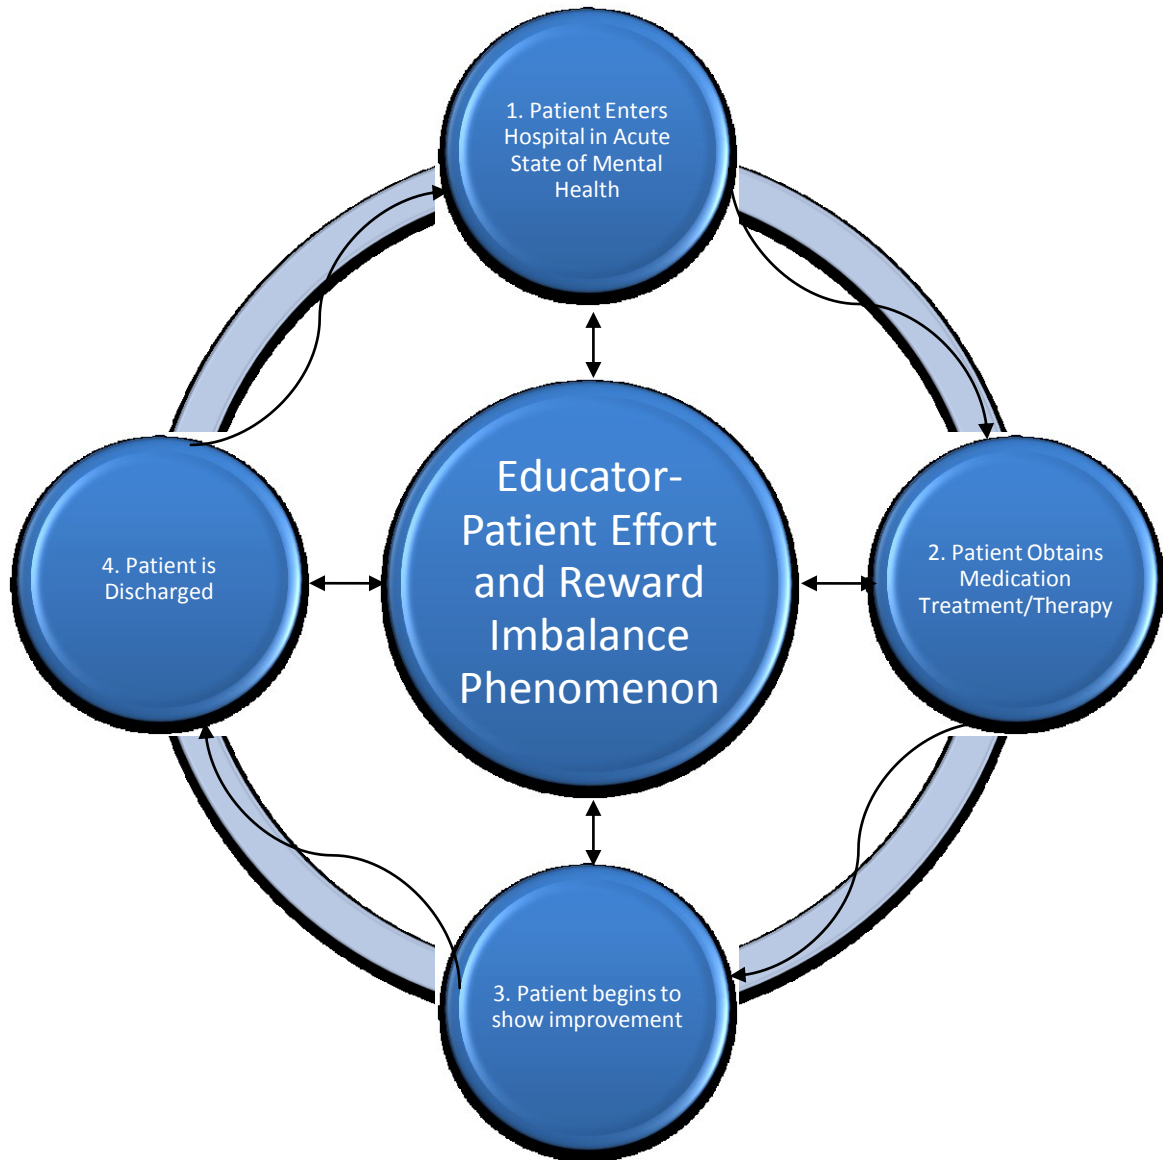 1. Patient Enters
Hospital in Acute
State of Mental
Health
2. Patient Obtains
Medication
Treatment/Therapy
3. Patient begins to
show improvement
4. Patient is
Discharged
Educator-
Patient Effort
and Reward
Imbalance
Phenomenon